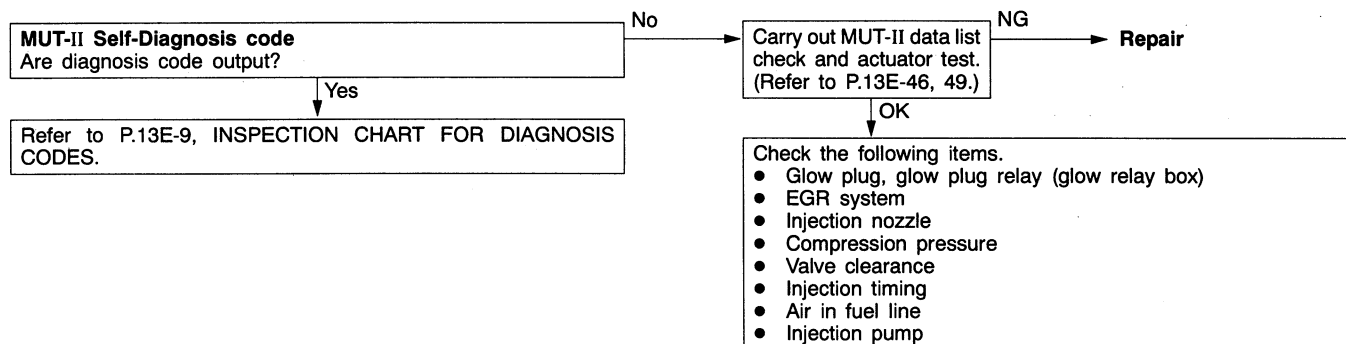 No
NG
MUT-II Self-Diagnosis code
Are diagnosis code output?
Carry out MUT-II data list
check and actuator test.
(Refer to P.13E-46, 49.)
Repair
Yes
OK
Refer to P.13E-9, INSPECTION CHART FOR DIAGNOSIS
CODES.
Check the following items.
● Glow plug, glow plug relay (glow relay box)
● EGR system
● Injection nozzle
● Compression pressure
● Valve clearance
● Injection timing
● Air in fuel line
● Injection pump